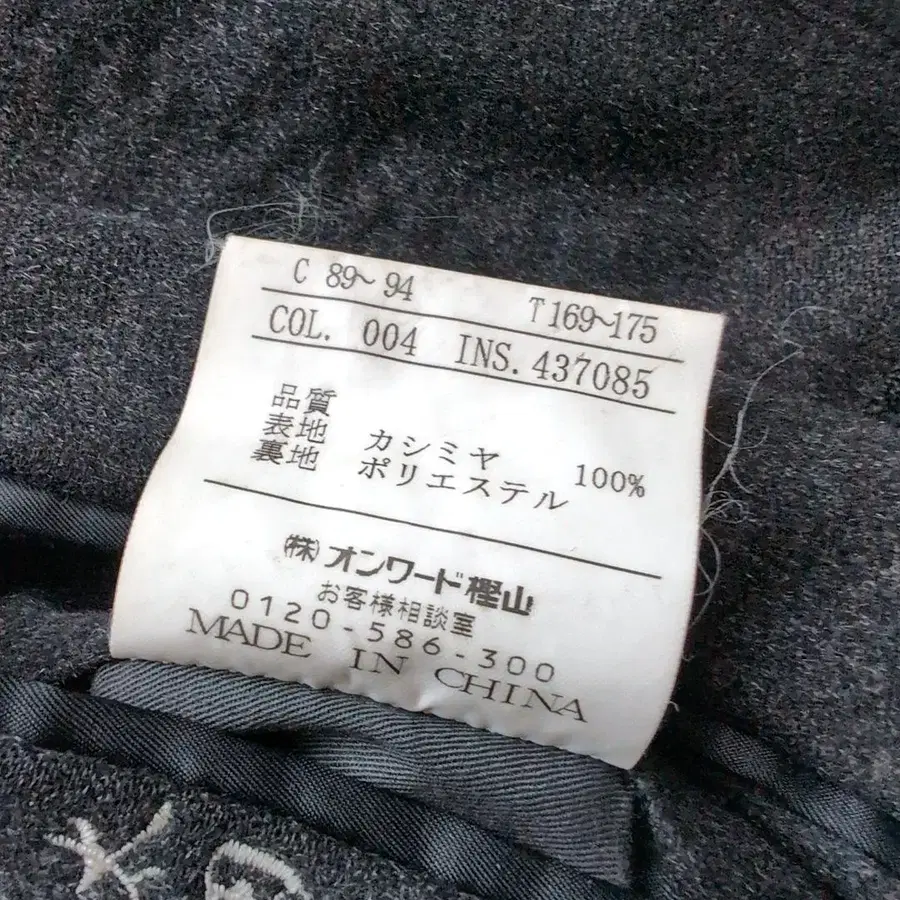 C 89~94 T169~175
COL. 004 INS.437085
品質
表地 カシミヤ 100%
裏地 ポリエステル
(株)オンワード樫山
お客様相談室
0120-586-300
MADE IN CHINA